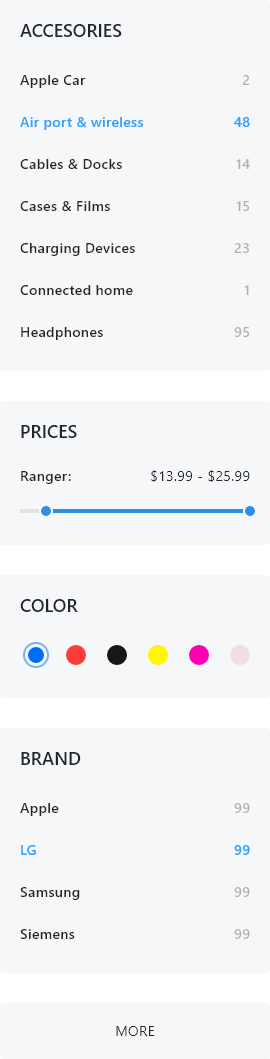 ACCESORIES
Apple Car 2
Air port & wireless 48
Cables & Docks 14
Cases & Films 15
Charging Devices 23
Connected home 1
Headphones 95
PRICES
Ranger: $13.99 - $25.99
COLOR
BRAND
Apple 99
LG 99
Samsung 99
Siemens 99
MORE